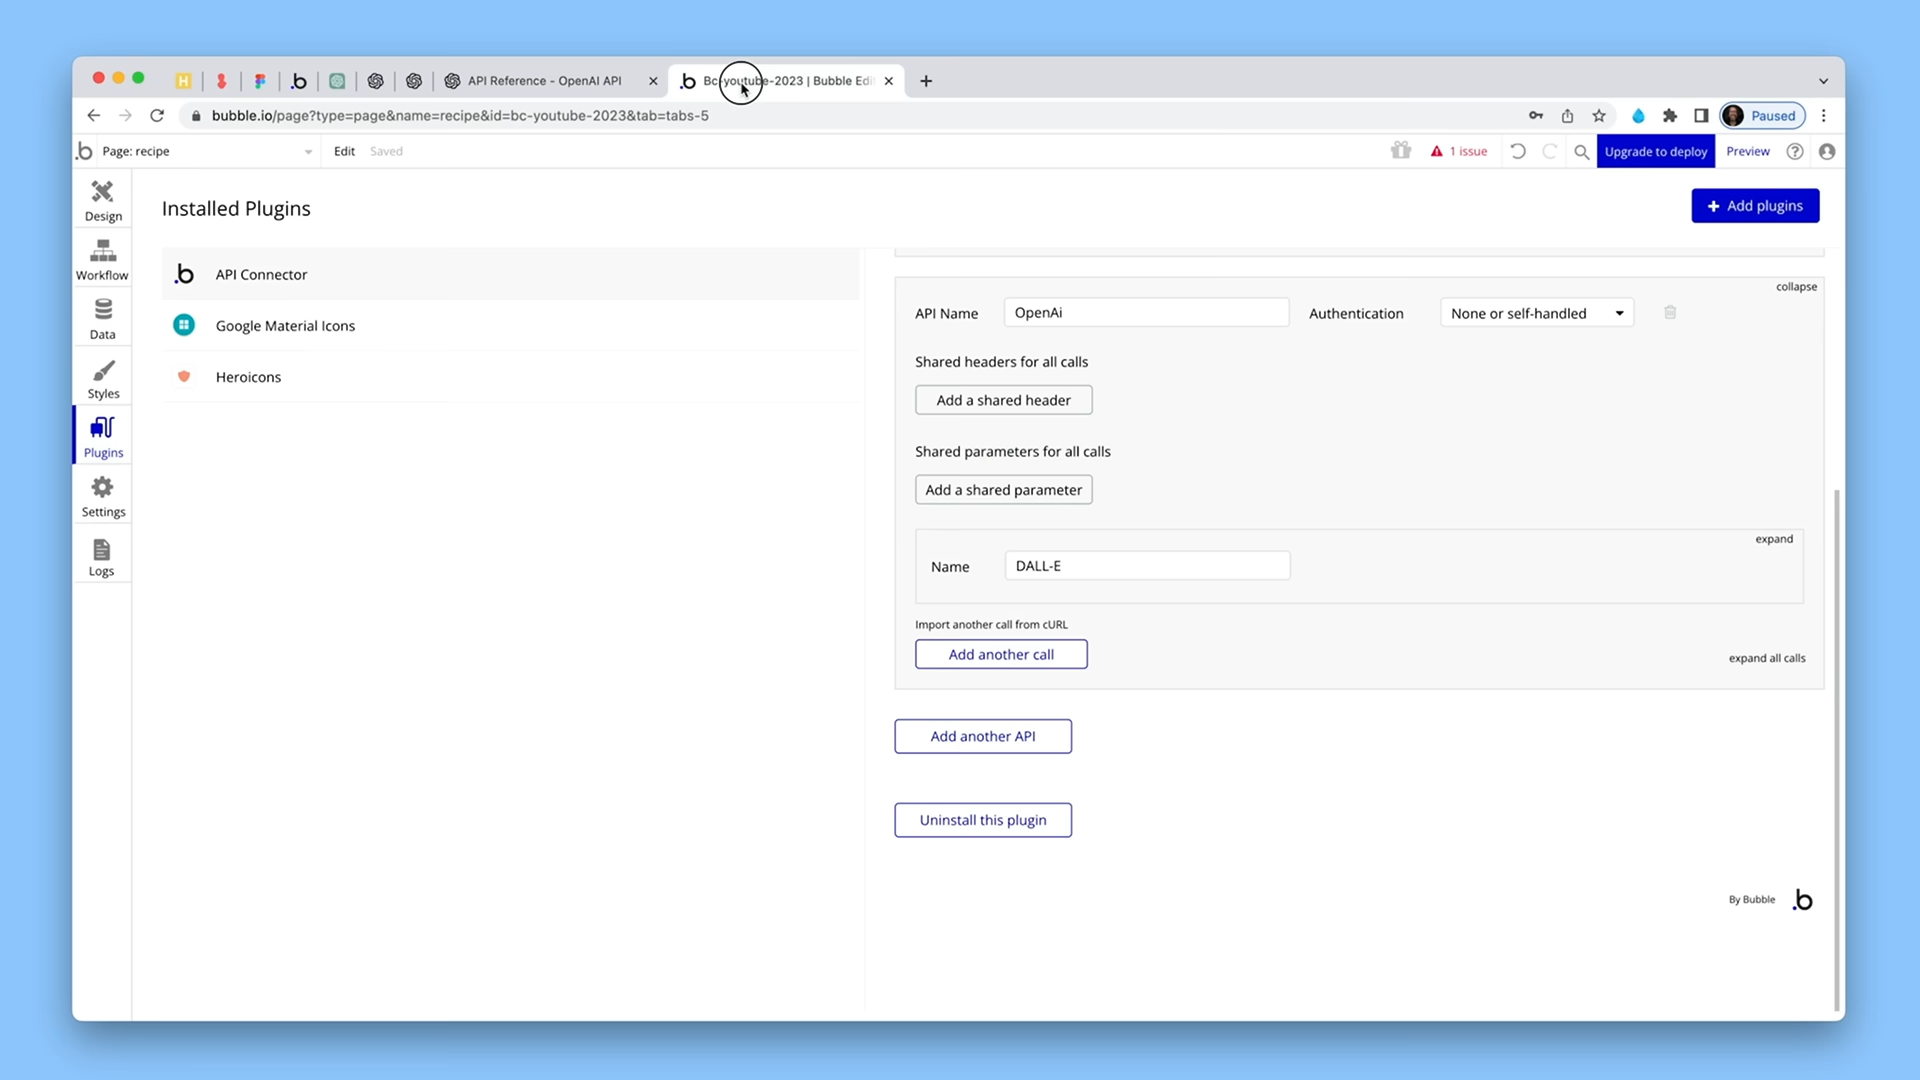 API Reference - OpenAI API
Bc-youtube-2023 | Bubble Edi
bubble.io/page?type=page&name=recipe&id=bc-youtube-2023&tab=tabs-5
Paused
Page: recipe
Edit
Saved
1 issue
Upgrade to deploy
Preview
Design
Workflow
Data
Styles
Plugins
Settings
Logs
Installed Plugins
+ Add plugins
API Connector
Google Material Icons
Heroicons
collapse
API Name
OpenAi
Authentication
None or self-handled
Shared headers for all calls
Add a shared header
Shared parameters for all calls
Add a shared parameter
expand
Name
DALL-E
Import another call from cURL
Add another call
expand all calls
Add another API
Uninstall this plugin
By Bubble